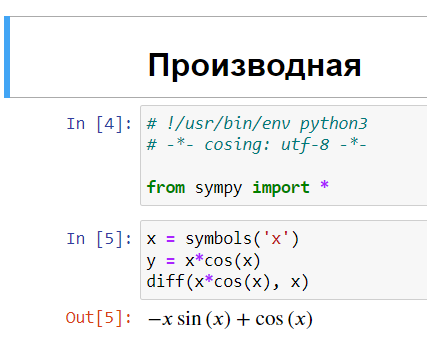 Производная
In [4]: # !/usr/bin/env python3
# -*- cosing: utf-8 -*-
from sympy import *
In [5]: x = symbols('x')
y = x*cos(x)
diff(x*cos(x), x)
Out[5]: −x sin (x) + cos (x)